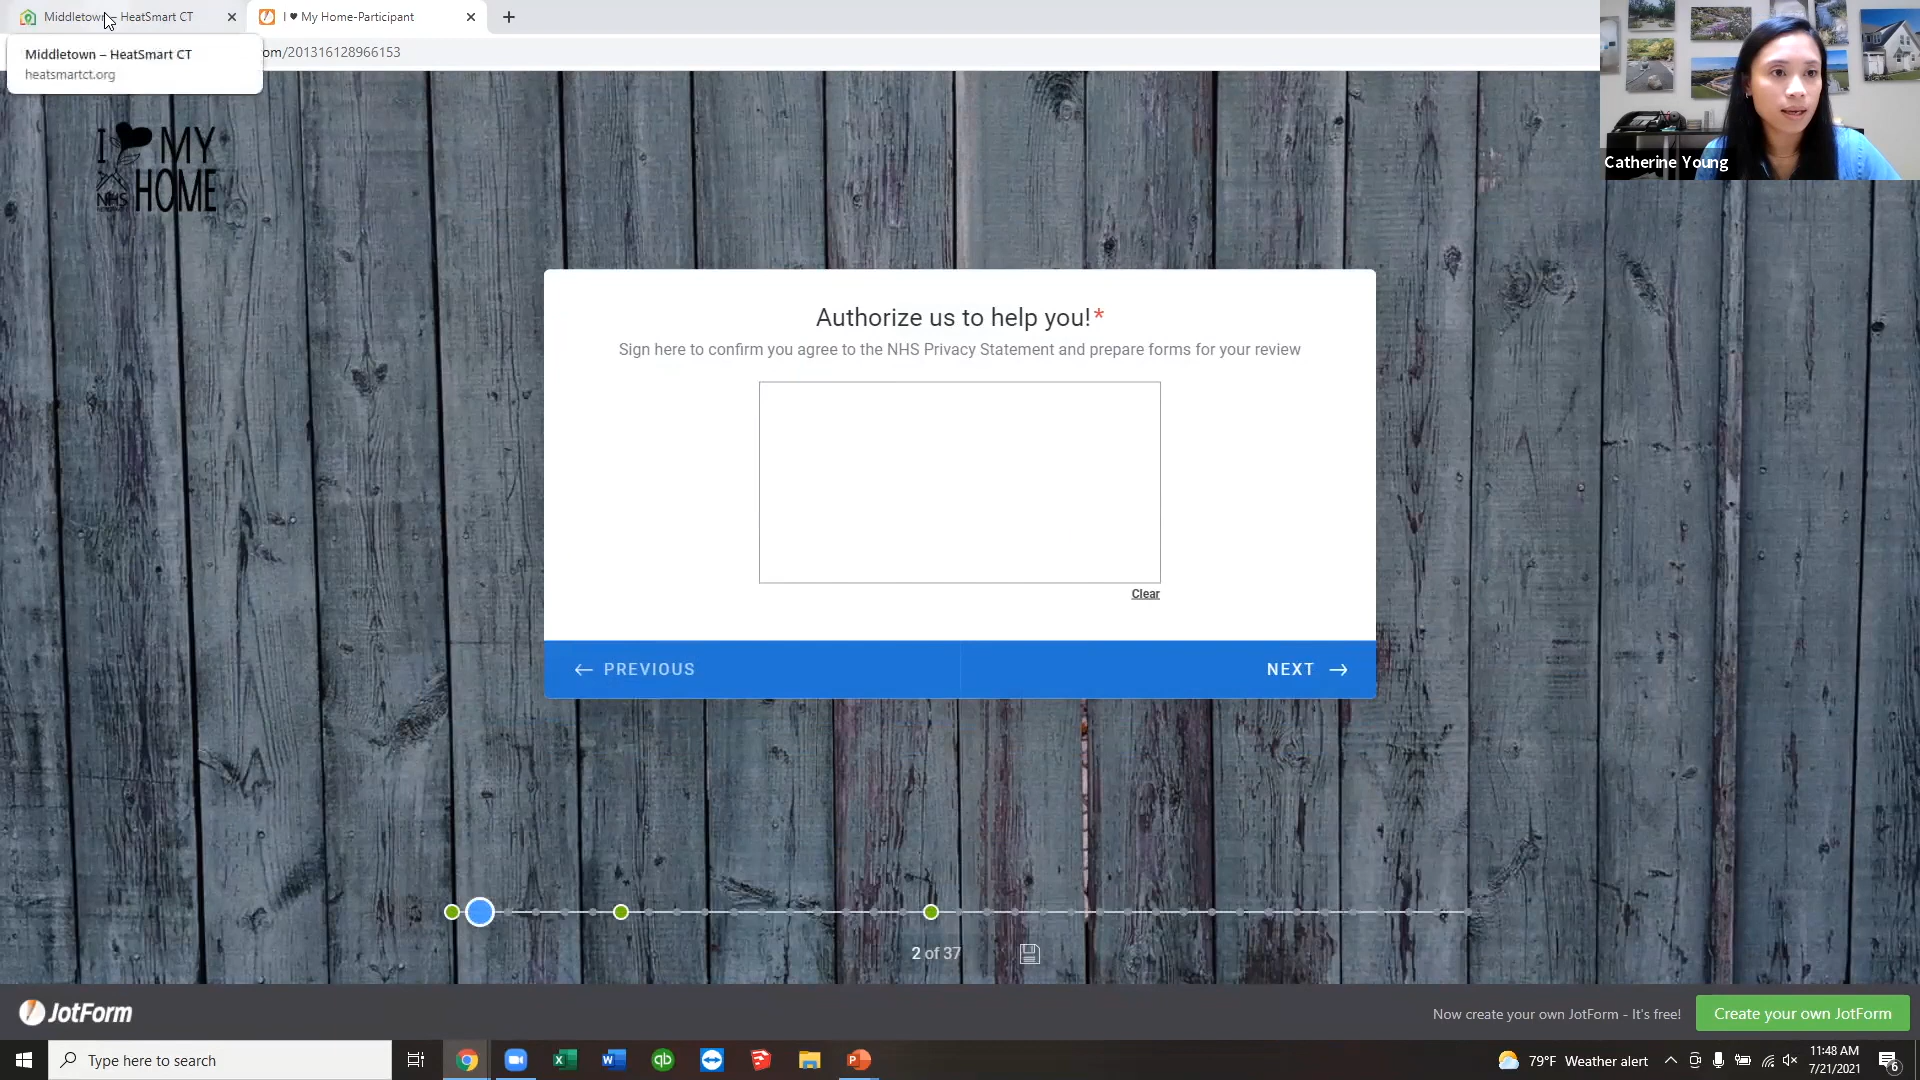 Middletown – HeatSmart CT
I ♥ My Home-Participant
om/201316128966153
Middletown – HeatSmart CT
heatsmartct.org
Catherine Young
I MY
NHS HOME
Authorize us to help you!*
Sign here to confirm you agree to the NHS Privacy Statement and prepare forms for your review
Clear
← PREVIOUS
NEXT →
2 of 37
JotForm
Now create your own JotForm - It's free!
Create your own JotForm
Type here to search
79°F Weather alert
11:48 AM
7/21/2021
6